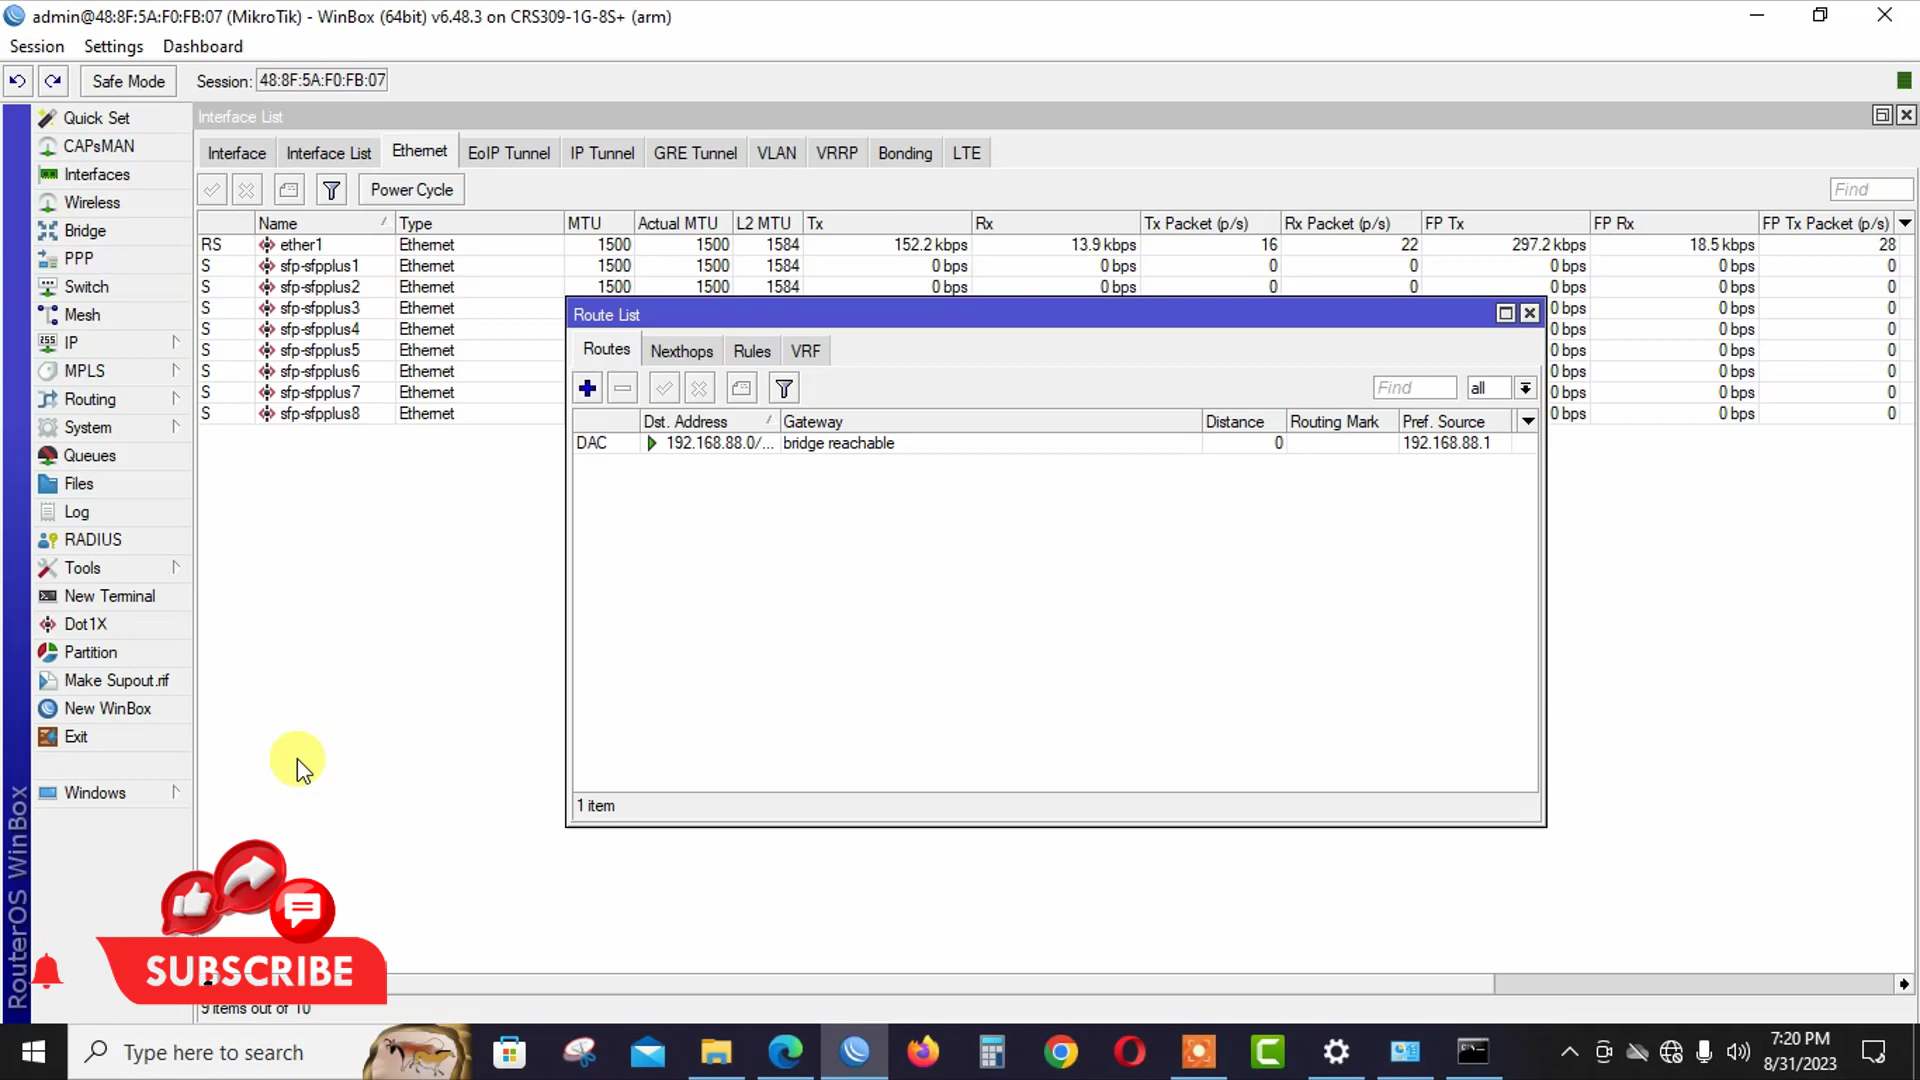 admin@48:8F:5A:F0:FB:07 (MikroTik) - WinBox (64bit) v6.48.3 on CRS309-1G-8S+ (arm)
Session Settings Dashboard
Safe Mode Session: 48:8F:5A:F0:FB:07
Quick Set
CAPsMAN
Interfaces
Wireless
Bridge
PPP
Switch
Mesh
IP
MPLS
Routing
System
Queues
Files
Log
RADIUS
Tools
New Terminal
Dot1X
Partition
Make Supout.rif
New WinBox
Exit
Windows
RouterOS WinBox
Interface List
Interface Interface List Ethernet EoIP Tunnel IP Tunnel GRE Tunnel VLAN VRRP Bonding LTE
Power Cycle Find
Name Type MTU Actual MTU L2 MTU Tx Rx Tx Packet (p/s) Rx Packet (p/s) FP Tx FP Rx FP Tx Packet (p/s)
RS ether1 Ethernet 1500 1500 1584 152.2 kbps 13.9 kbps 16 22 297.2 kbps 18.5 kbps 28
S sfp-sfpplus1 Ethernet 1500 1500 1584 0 bps 0 bps 0 0 0 bps 0 bps 0
S sfp-sfpplus2 Ethernet 1500 1500 1584 0 bps 0 bps 0 0 0 bps 0 bps 0
S sfp-sfpplus3 Ethernet 0 bps 0 bps 0
S sfp-sfpplus4 Ethernet 0 bps 0 bps 0
S sfp-sfpplus5 Ethernet 0 bps 0 bps 0
S sfp-sfpplus6 Ethernet 0 bps 0 bps 0
S sfp-sfpplus7 Ethernet 0 bps 0 bps 0
S sfp-sfpplus8 Ethernet 0 bps 0 bps 0
Route List
Routes Nexthops Rules VRF
Find all
Dst. Address Gateway Distance Routing Mark Pref. Source
DAC 192.168.88.0/... bridge reachable 0 192.168.88.1
1 item
SUBSCRIBE
9 items out of 10
Type here to search
7:20 PM
8/31/2023